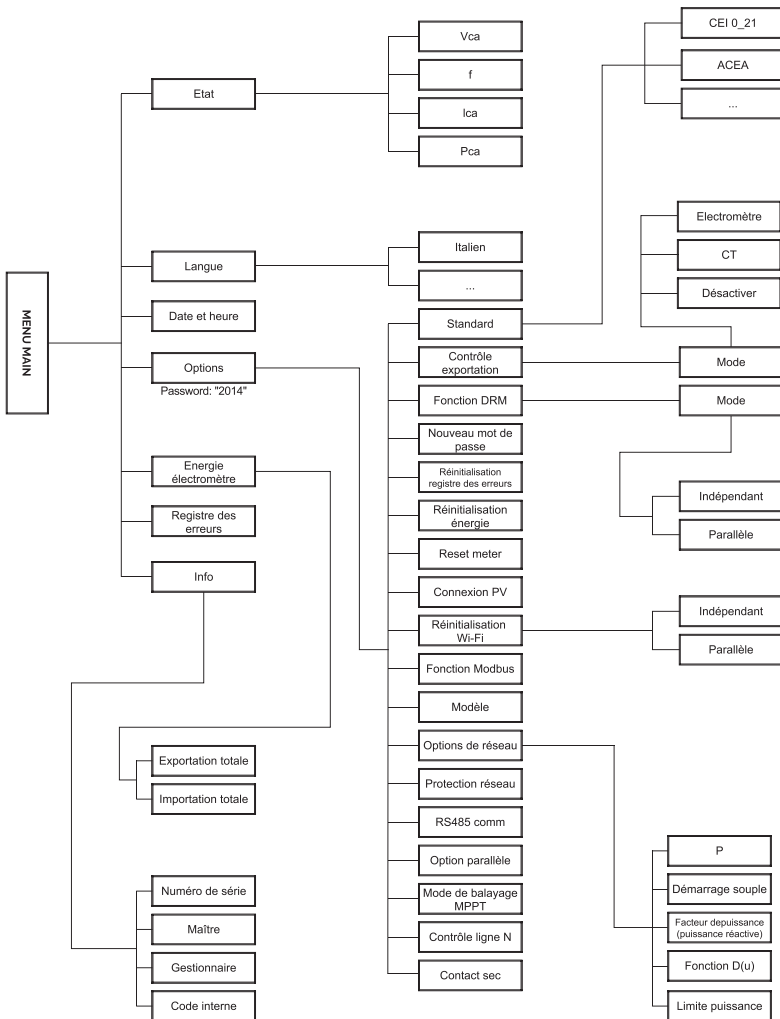 MENU MAIN
Etat
Vca
f
Ica
Pca
Langue
Italien
...
Date et heure
Options
Password: "2014"
Standard
CEI 0_21
ACEA
...
Contrôle
exportation
Mode
Electromètre
CT
Désactiver
Fonction DRM
Mode
Indépendant
Parallèle
Nouveau mot de
passe
Réinitialisation
registre des erreurs
Réinitialisation
énergie
Reset meter
Connexion PV
Réinitialisation
Wi-Fi
Indépendant
Parallèle
Fonction Modbus
Modèle
Options de réseau
P
Démarrage souple
Facteur depuissance
(puissance réactive)
Fonction D(u)
Limite puissance
Protection réseau
RS485 comm
Option parallèle
Mode de balayage
MPPT
Contrôle ligne N
Contact sec
Energie
électromètre
Exportation totale
Importation totale
Registre des
erreurs
Info
Numéro de série
Maître
Gestionnaire
Code interne